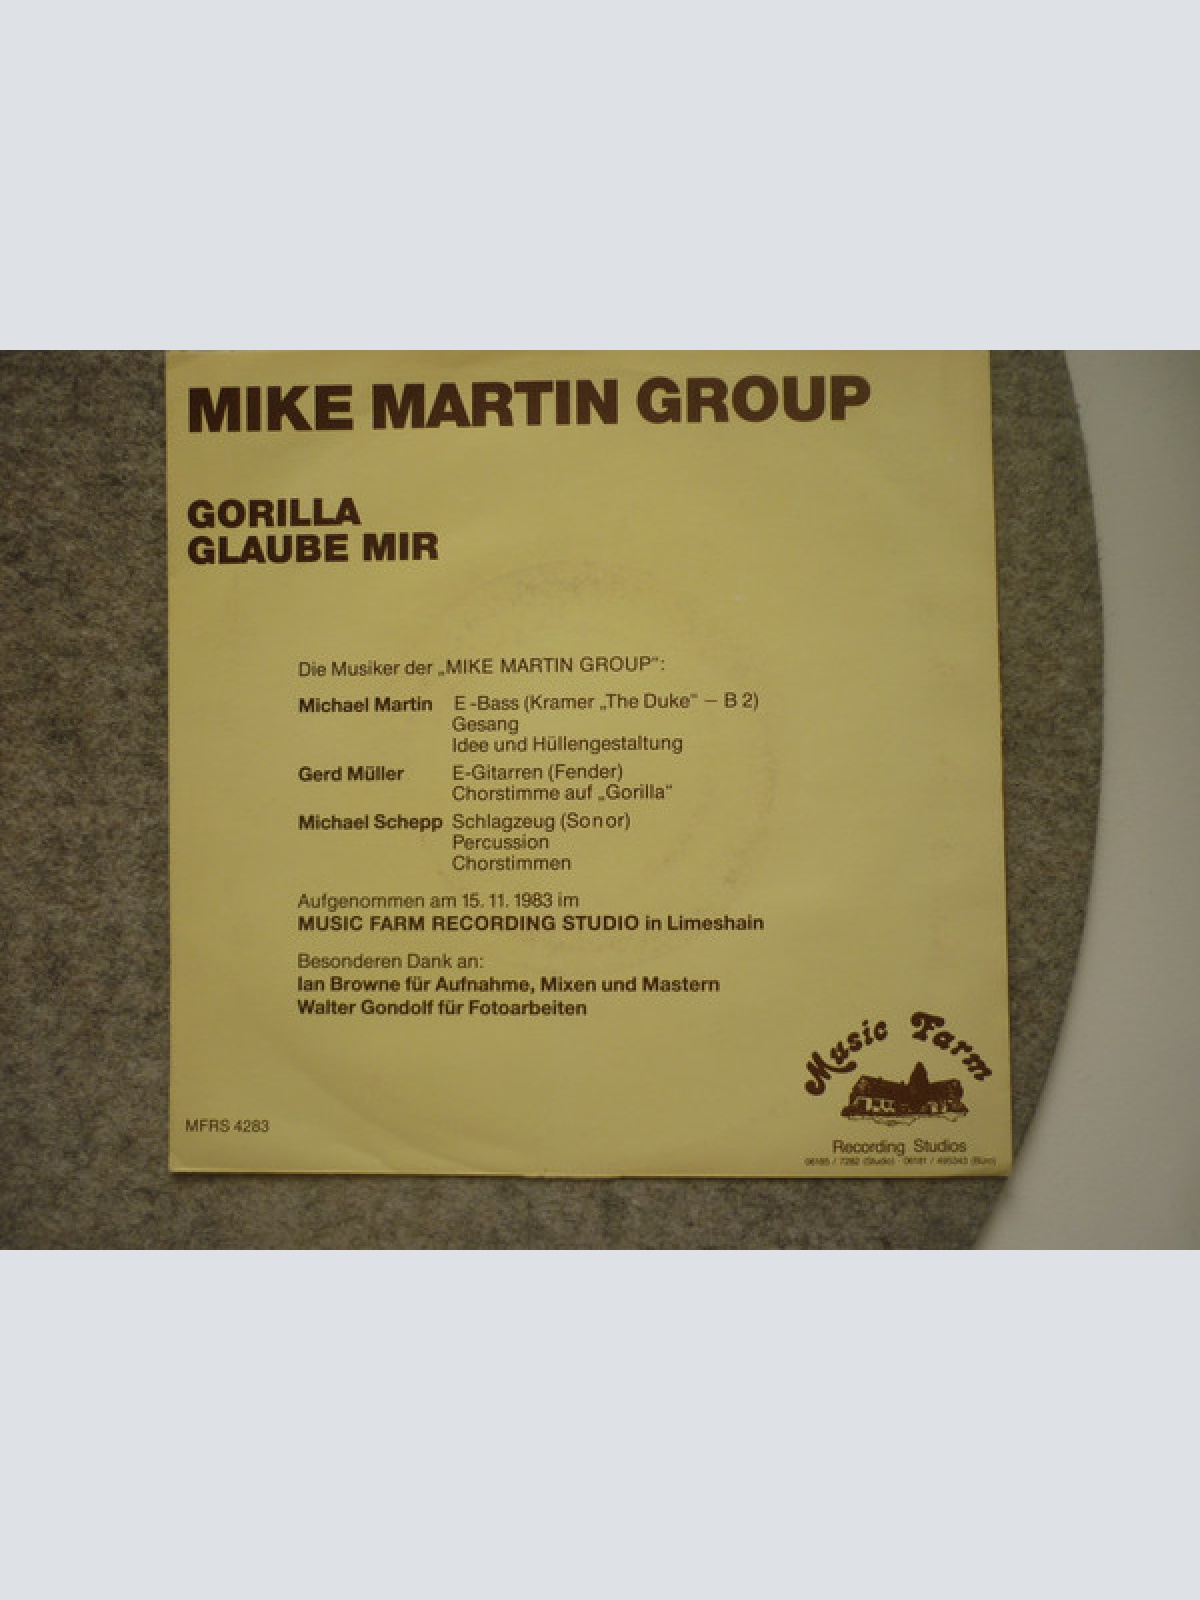 MIKE MARTIN GROUP
GORILLA
GLAUBE MIR
Die Musiker der „MIKE MARTIN GROUP“:
Michael Martin E-Bass (Kramer „The Duke“ – B 2)
Gesang
Idee und Hüllengestaltung
Gerd Müller E-Gitarren (Fender)
Chorstimme auf „Gorilla“
Michael Schepp Schlagzeug (Sonor)
Percussion
Chorstimmen
Aufgenommen am 15. 11. 1983 im
MUSIC FARM RECORDING STUDIO in Limeshain
Besonderen Dank an:
Ian Browne für Aufnahme, Mixen und Mastern
Walter Gondolf für Fotoarbeiten
Music Farm
MFRS 4283
Recording Studios
(Studio) (Büro)